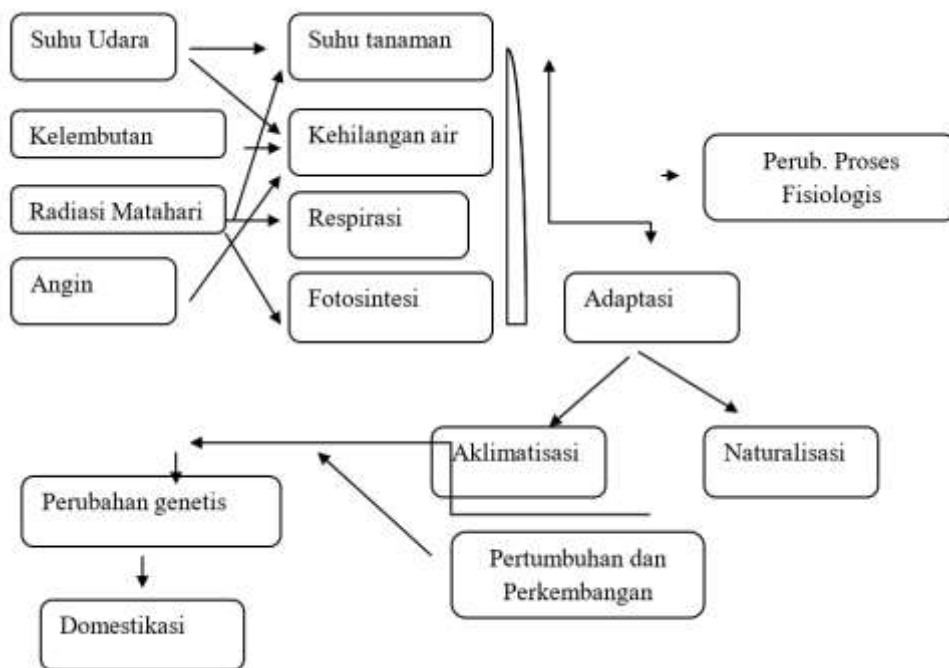 Suhu Udara
Suhu tanaman
Kelembutan
Kehilangan air
Perub. Proses
Fisiologis
Radiasi Matahari
Respirasi
Angin
Fotosintesi
Adaptasi
Aklimatisasi
Naturalisasi
Perubahan genetis
Pertumbuhan dan
Perkembangan
Domestikasi